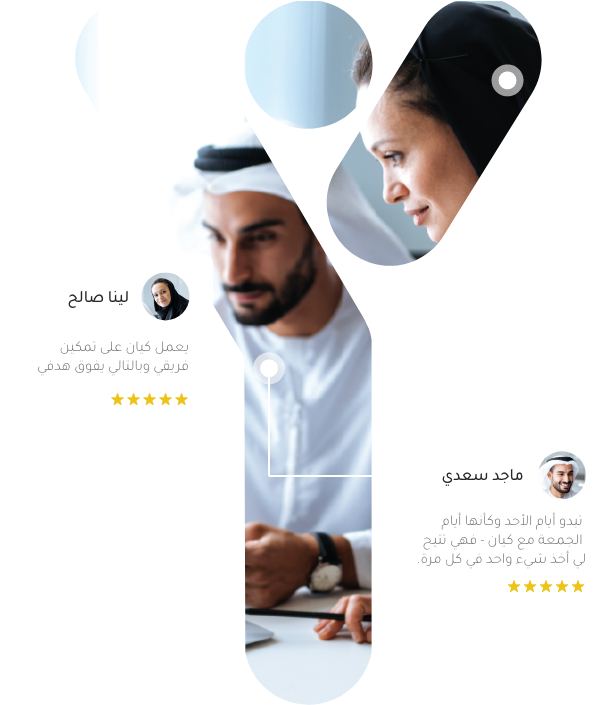 لينا صالح
يعمل كيان على تمكين
فريقي وبالتالي يفوق هدفي
ماجد سعدي
تبدو أيام الأحد وكأنها أيام
الجمعة مع كيان - فهي تتيح
لي أخذ شيء واحد في كل مرة.